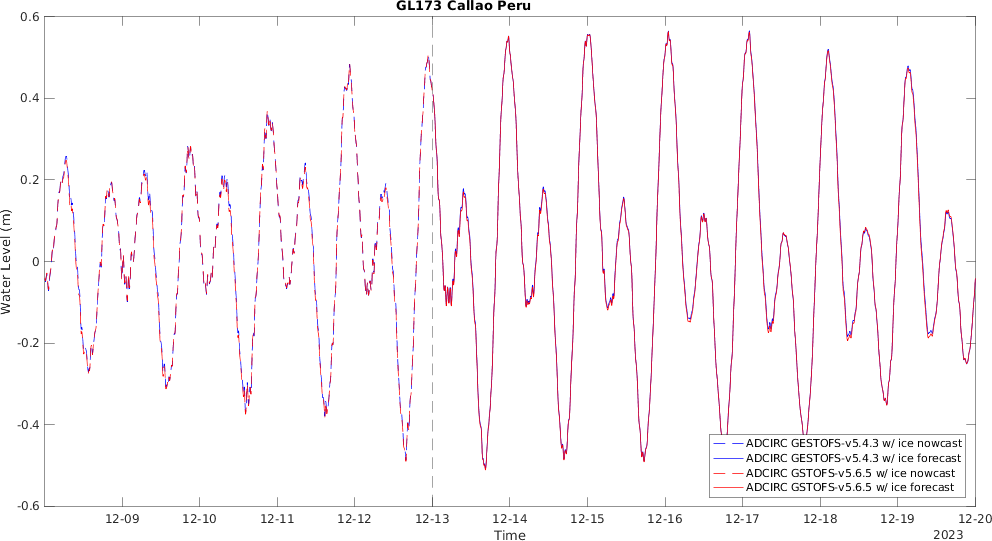 GL173 Callao Peru
0.6
0.4
0.2
0
-0.2
-0.4
-0.6
Water Level (m)
ADCIRC GESTOFS-v5.4.3 w/ ice nowcast
ADCIRC GESTOFS-v5.4.3 w/ ice forecast
ADCIRC GSTOFS-v5.6.5 w/ ice nowcast
ADCIRC GSTOFS-v5.6.5 w/ ice forecast
12-09 12-10 12-11 12-12 12-13 12-14 12-15 12-16 12-17 12-18 12-19 12-20
Time
2023